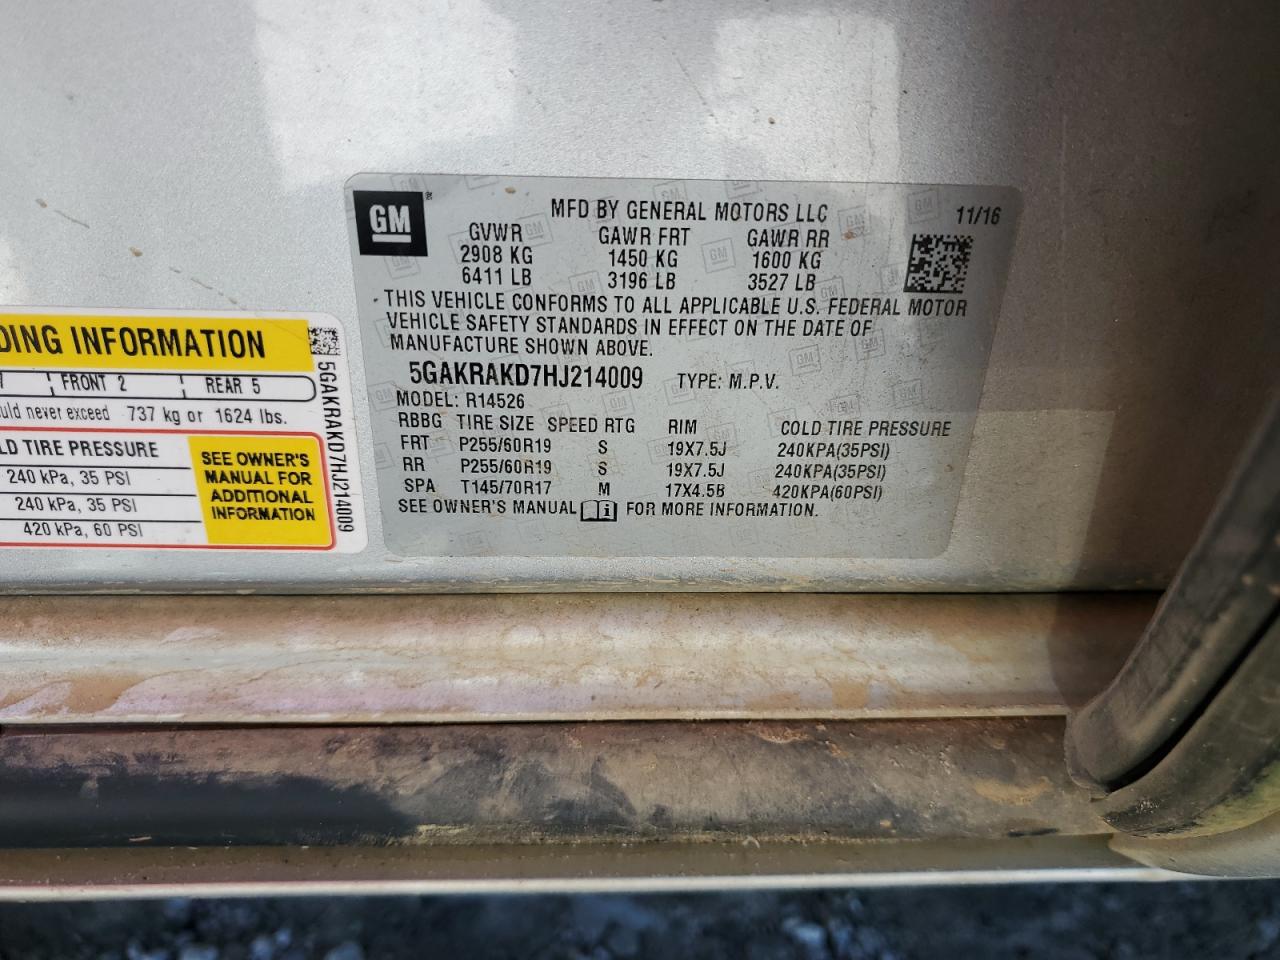 GM
MFD BY GENERAL MOTORS LLC 11/16
GVWR GAWR FRT GAWR RR
2908 KG 1450 KG 1600 KG
6411 LB 3196 LB 3527 LB
THIS VEHICLE CONFORMS TO ALL APPLICABLE U.S. FEDERAL MOTOR
VEHICLE SAFETY STANDARDS IN EFFECT ON THE DATE OF
MANUFACTURE SHOWN ABOVE.
5GAKRAKD7HJ214009 TYPE: M.P.V.
MODEL: R14526
RBBG TIRE SIZE SPEED RTG RIM COLD TIRE PRESSURE
FRT P255/60R19 S 19X7.5J 240KPA(35PSI)
RR P255/60R19 S 19X7.5J 240KPA(35PSI)
SPA T145/70R17 M 17X4.5B 420KPA(60PSI)
SEE OWNER'S MANUAL i FOR MORE INFORMATION.
DING INFORMATION
FRONT 2 REAR 5
uld never exceed 737 kg or 1624 lbs.
LD TIRE PRESSURE
240 kPa, 35 PSI
240 kPa, 35 PSI
420 kPa, 60 PSI
SEE OWNER'S
MANUAL FOR
ADDITIONAL
INFORMATION
5GAKRAKD7HJ214009